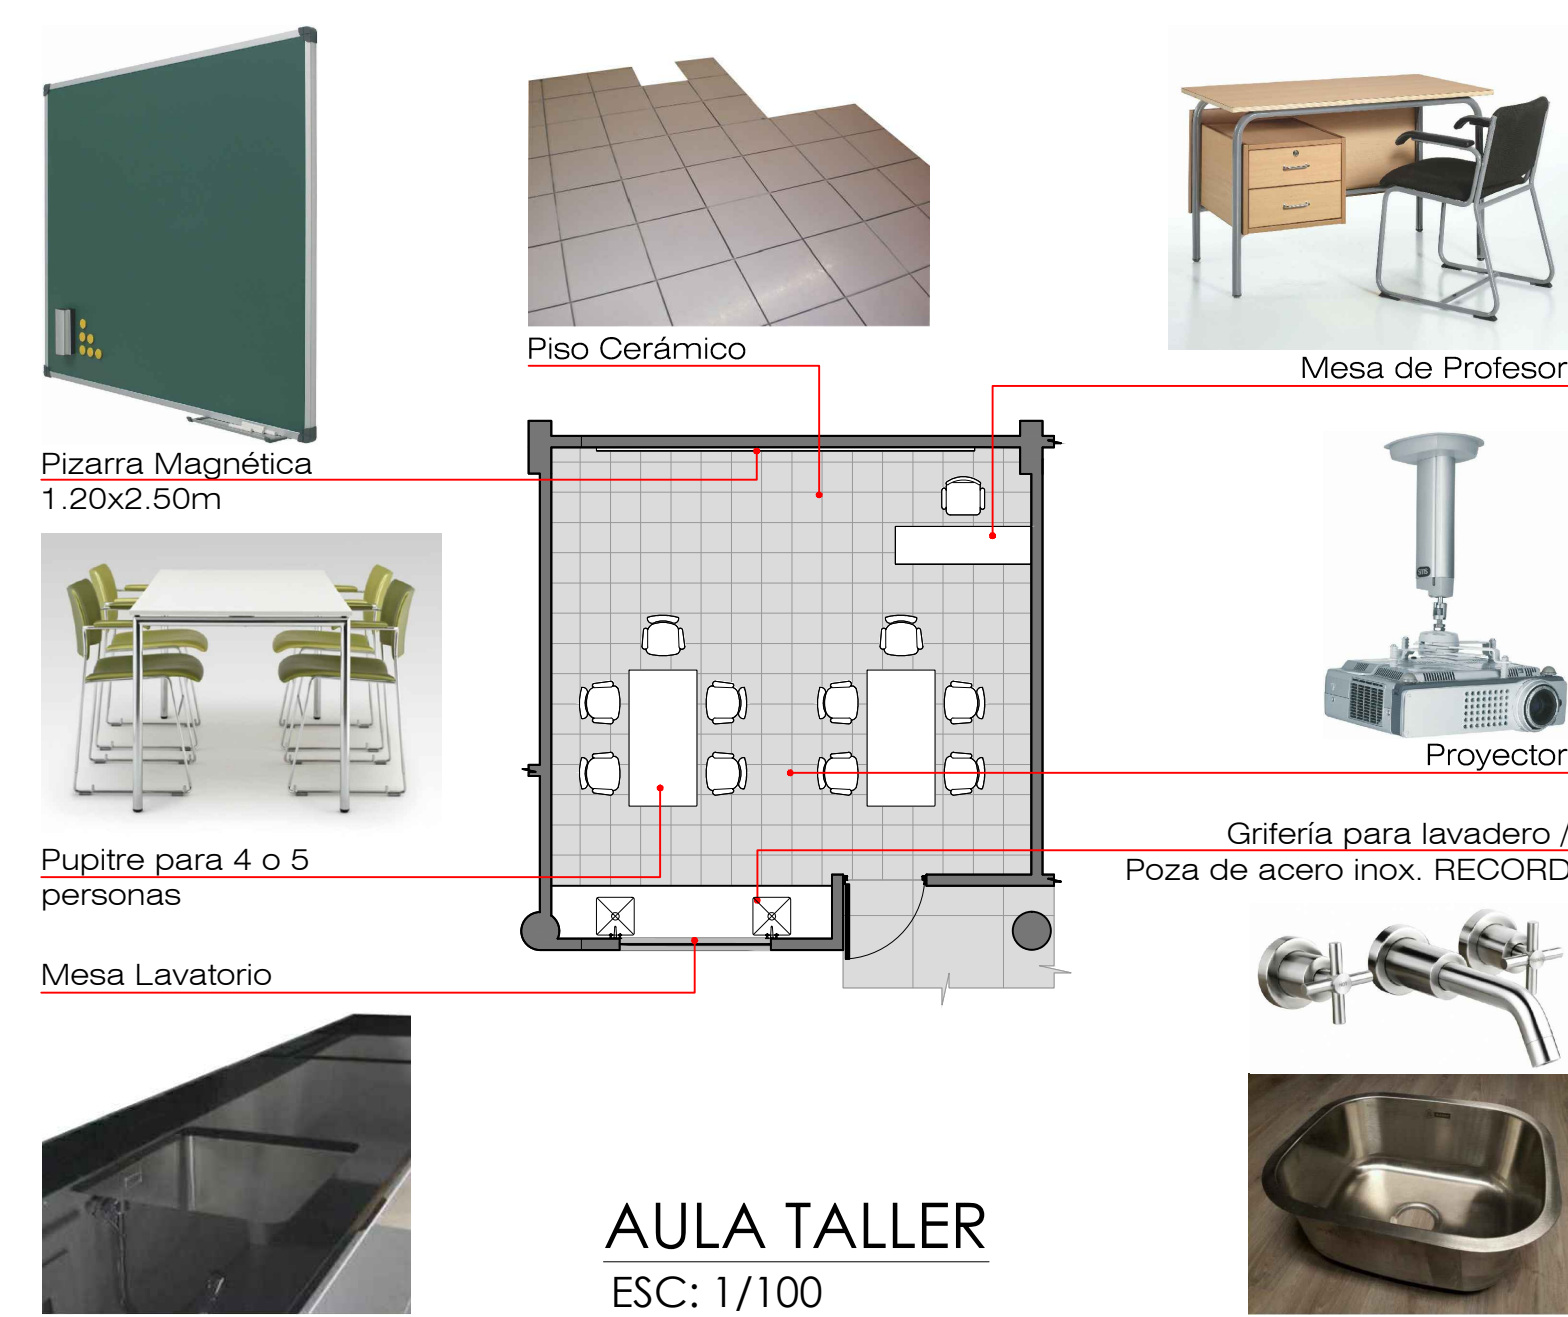 Piso Cerámico
Mesa de Profesor
Pizarra Magnética
1.20x2.50m
Proyector
Grifería para lavadero /
Poza de acero inox. RECORD
Pupitre para 4 o 5
personas
Mesa Lavatorio
AULA TALLER
ESC: 1/100